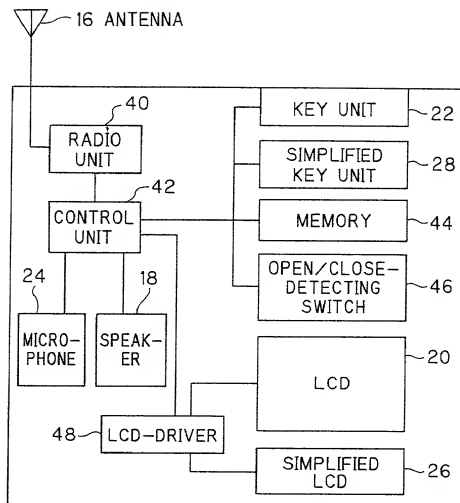 16 ANTENNA
40
RADIO
UNIT
42
CONTROL
UNIT
24
MICRO-
PHONE
18
SPEAK-
ER
48
LCD-DRIVER
KEY UNIT
22
SIMPLIFIED
KEY UNIT
28
MEMORY
44
OPEN/CLOSE-
DETECTING
SWITCH
46
20
LCD
SIMPLIFIED
LCD
26